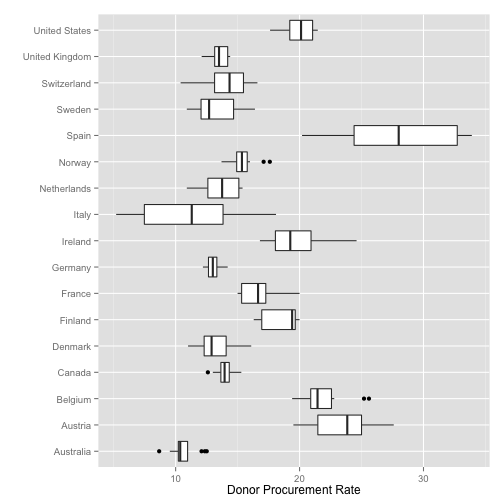 United States
United Kingdom
Switzerland
Sweden
Spain
Norway
Netherlands
Italy
Ireland
Germany
France
Finland
Denmark
Canada
Belgium
Austria
Australia
10 20 30
Donor Procurement Rate